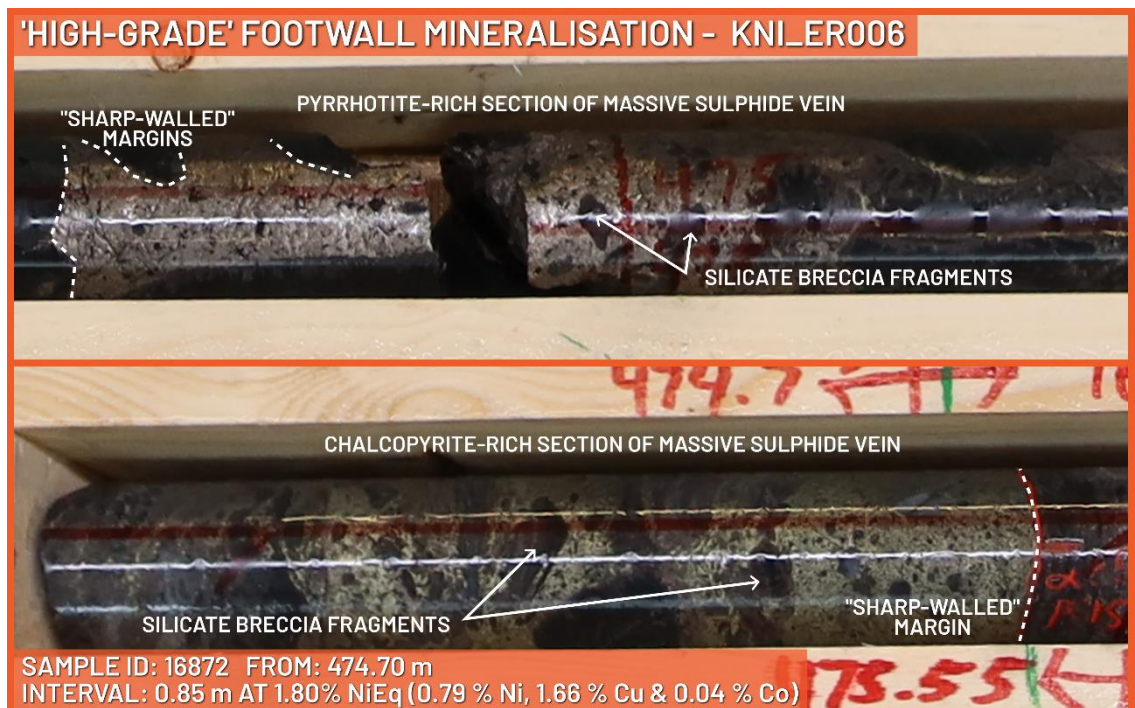 'HIGH-GRADE' FOOTWALL MINERALISATION - KNI_ER006
PYRRHOTITE-RICH SECTION OF MASSIVE SULPHIDE VEIN
"SHARP-WALLED"
MARGINS
475
SILICATE BRECCIA FRAGMENTS
474.7
CHALCOPYRITE-RICH SECTION OF MASSIVE SULPHIDE VEIN
SILICATE BRECCIA FRAGMENTS
"SHARP-WALLED"
MARGIN
SAMPLE ID: 16872 FROM: 474.70 m
INTERVAL: 0.85 m AT 1.80% NiEq (0.79 % Ni, 1.66 % Cu & 0.04 % Co)